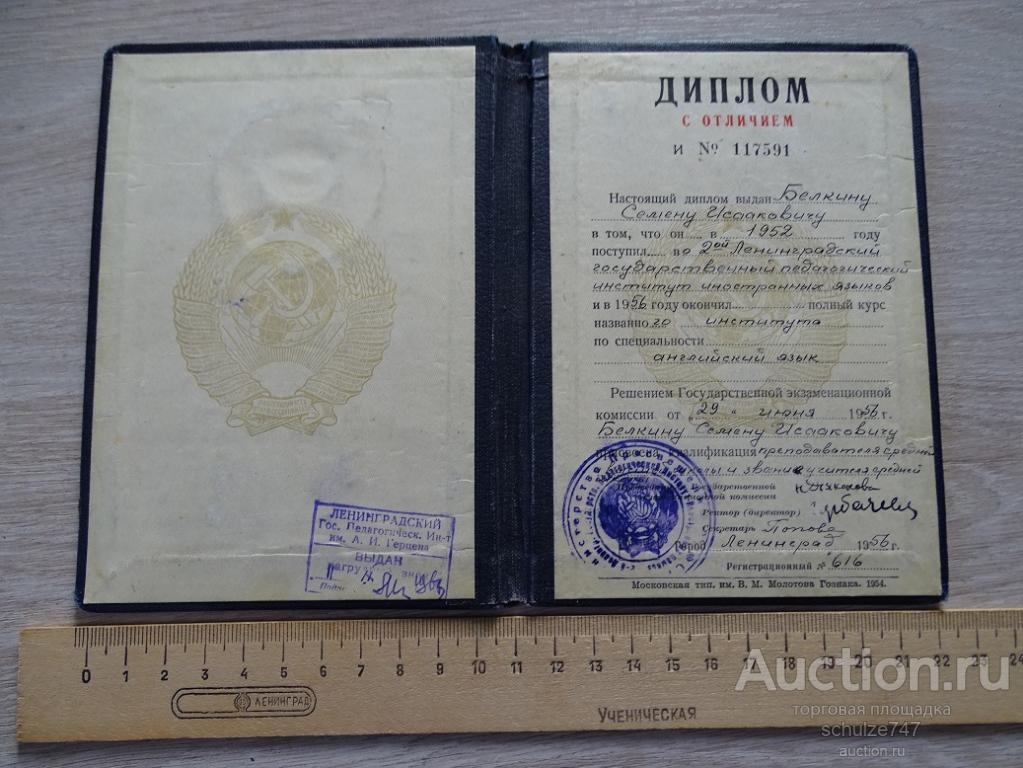 ДИПЛОМ
С ОТЛИЧИЕМ
И № 117591
Настоящий диплом выдан Белкину
Семену Исааковичу
в том, что он в 1952 году
поступил во 2ой Ленинградский
государственный педагогический
институт иностранных языков
и в 1956 году окончил полный курс
названного института
по специальности
английский язык
Решением Государственной экзаменационной
комиссии от „29" июня 1956 г.
Белкину Семену Исааковичу
квалификация преподавателя средней
школы и звание учителя средней
Государственной
комиссии
Ректор (директор)
Секретарь Попова
Город Ленинград 1956 г.
Регистрационный № 616
Московская тип. им. В. М. Молотова Гознака. 1954.
ЛЕНИНГРАДСКИЙ
Гос. Педагогическ. Ин-т
им. А. И. Герцена
ВЫДАН
0 1 2 3 4 5 6 7 8 9 10 11 12 13 14 15 16 17 18 19 20 21 22 23 24
ЛЕНИНГРАД
УЧЕНИЧЕСКАЯ
Auction.ru
торговая площадка
schulze747
auction.ru